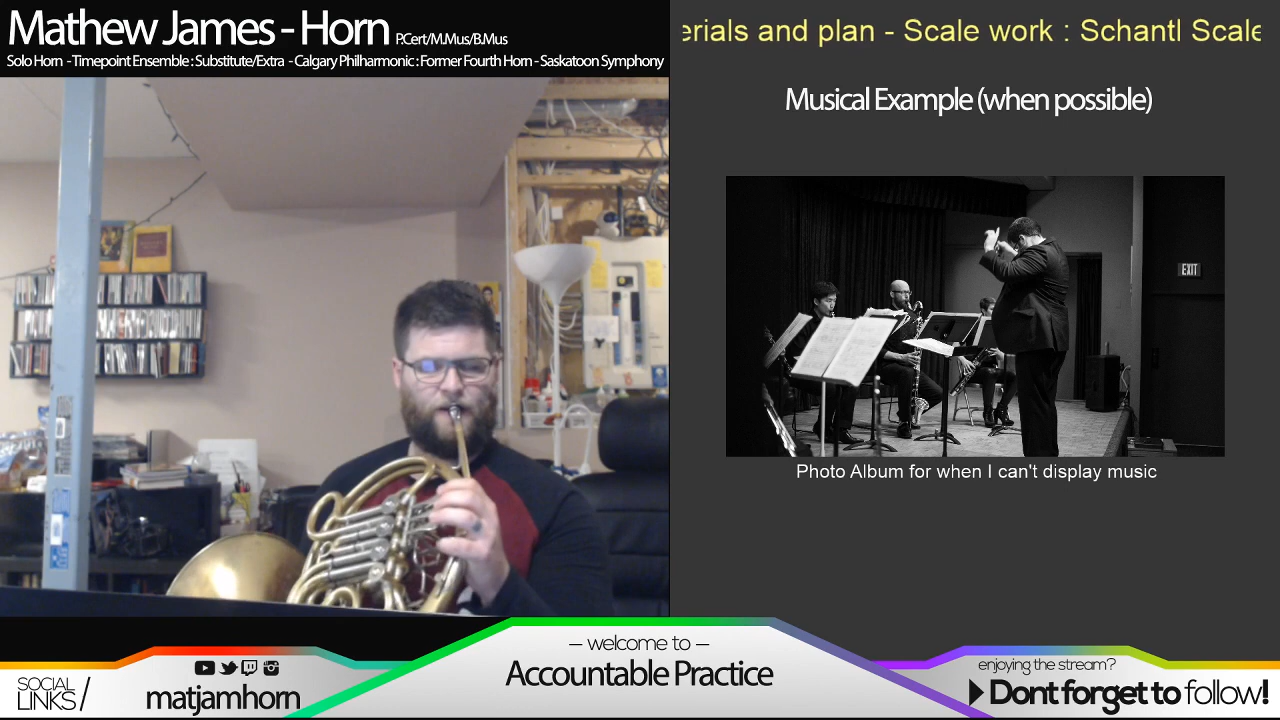 Mathew James - Horn P.Cert/M.Mus/B.Mus
Solo Horn - Timepoint Ensemble : Substitute/Extra - Calgary Philharmonic : Former Fourth Horn - Saskatoon Symphony
erials and plan - Scale work : Schantl Scale
Musical Example (when possible)
EXIT
Photo Album for when I can't display music
– welcome to –
Accountable Practice
SOCIAL
LINKS
matjamhorn
enjoying the stream?
Dont forget to follow!